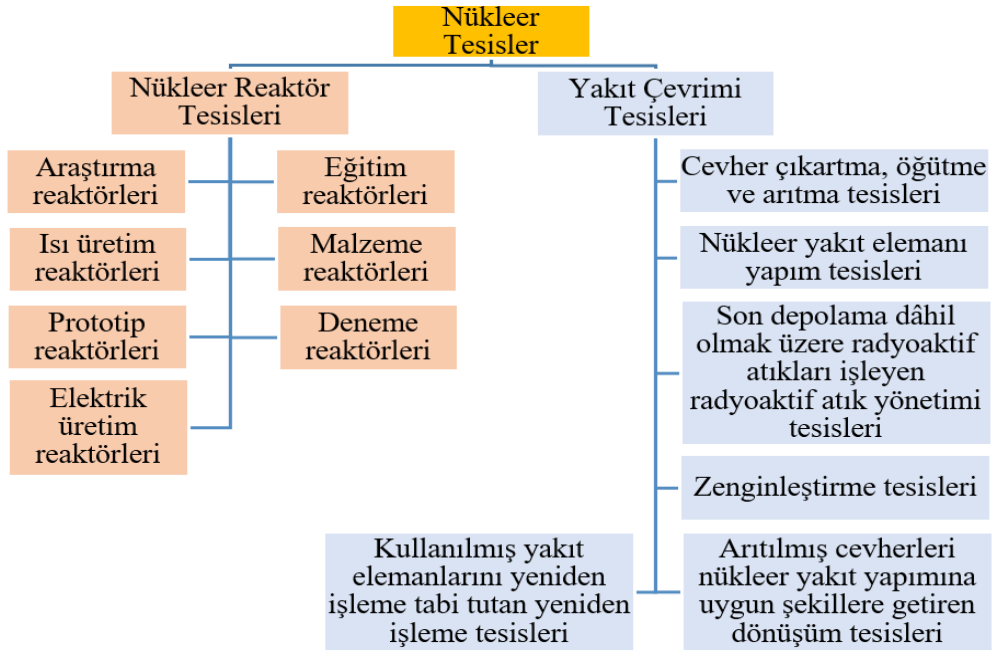 Nükleer
Tesisler
Nükleer Reaktör
Tesisleri
Araştırma
reaktörleri
Eğitim
reaktörleri
Isı üretim
reaktörleri
Malzeme
reaktörleri
Prototip
reaktörleri
Deneme
reaktörleri
Elektrik
üretim
reaktörleri
Yakıt Çevrimi
Tesisleri
Cevher çıkartma, öğütme
ve arıtma tesisleri
Nükleer yakıt elemanı
yapım tesisleri
Son depolama dâhil
olmak üzere radyoaktif
atıkları işleyen
radyoaktif atık yönetimi
tesisleri
Zenginleştirme tesisleri
Kullanılmış yakıt
elemanlarını yeniden
işleme tabi tutan yeniden
işleme tesisleri
Arıtılmış cevherleri
nükleer yakıt yapımına
uygun şekillere getiren
dönüşüm tesisleri